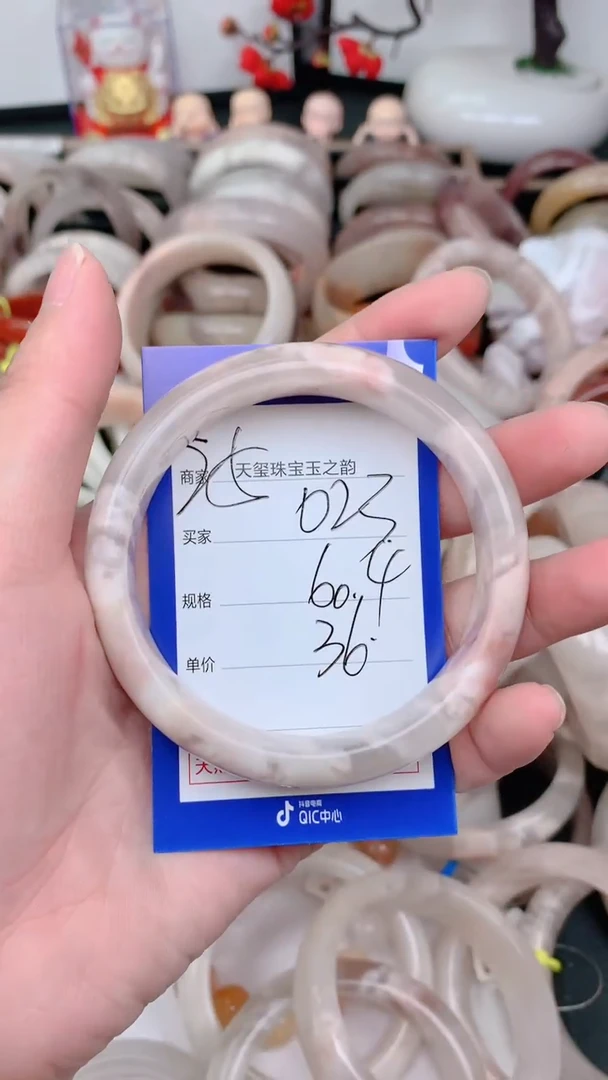 商家 天玺珠宝玉之韵
买家 023
规格 60.4
单价 36
抖音电商
QIC中心